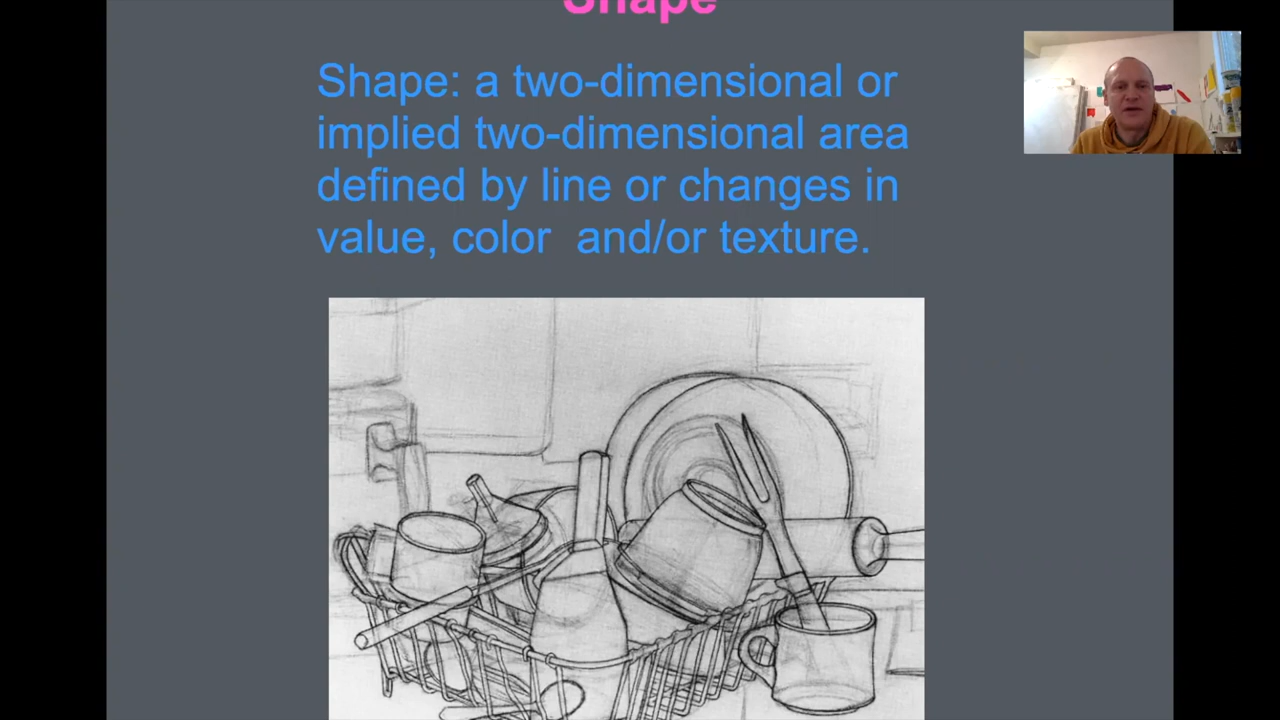 Shape
Shape: a two-dimensional or
implied two-dimensional area
defined by line or changes in
value, color  and/or texture.